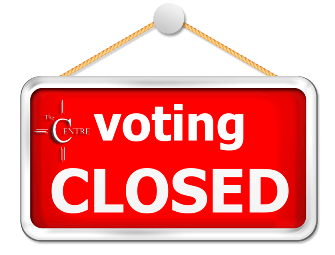 The
CENTRE
voting
CLOSED